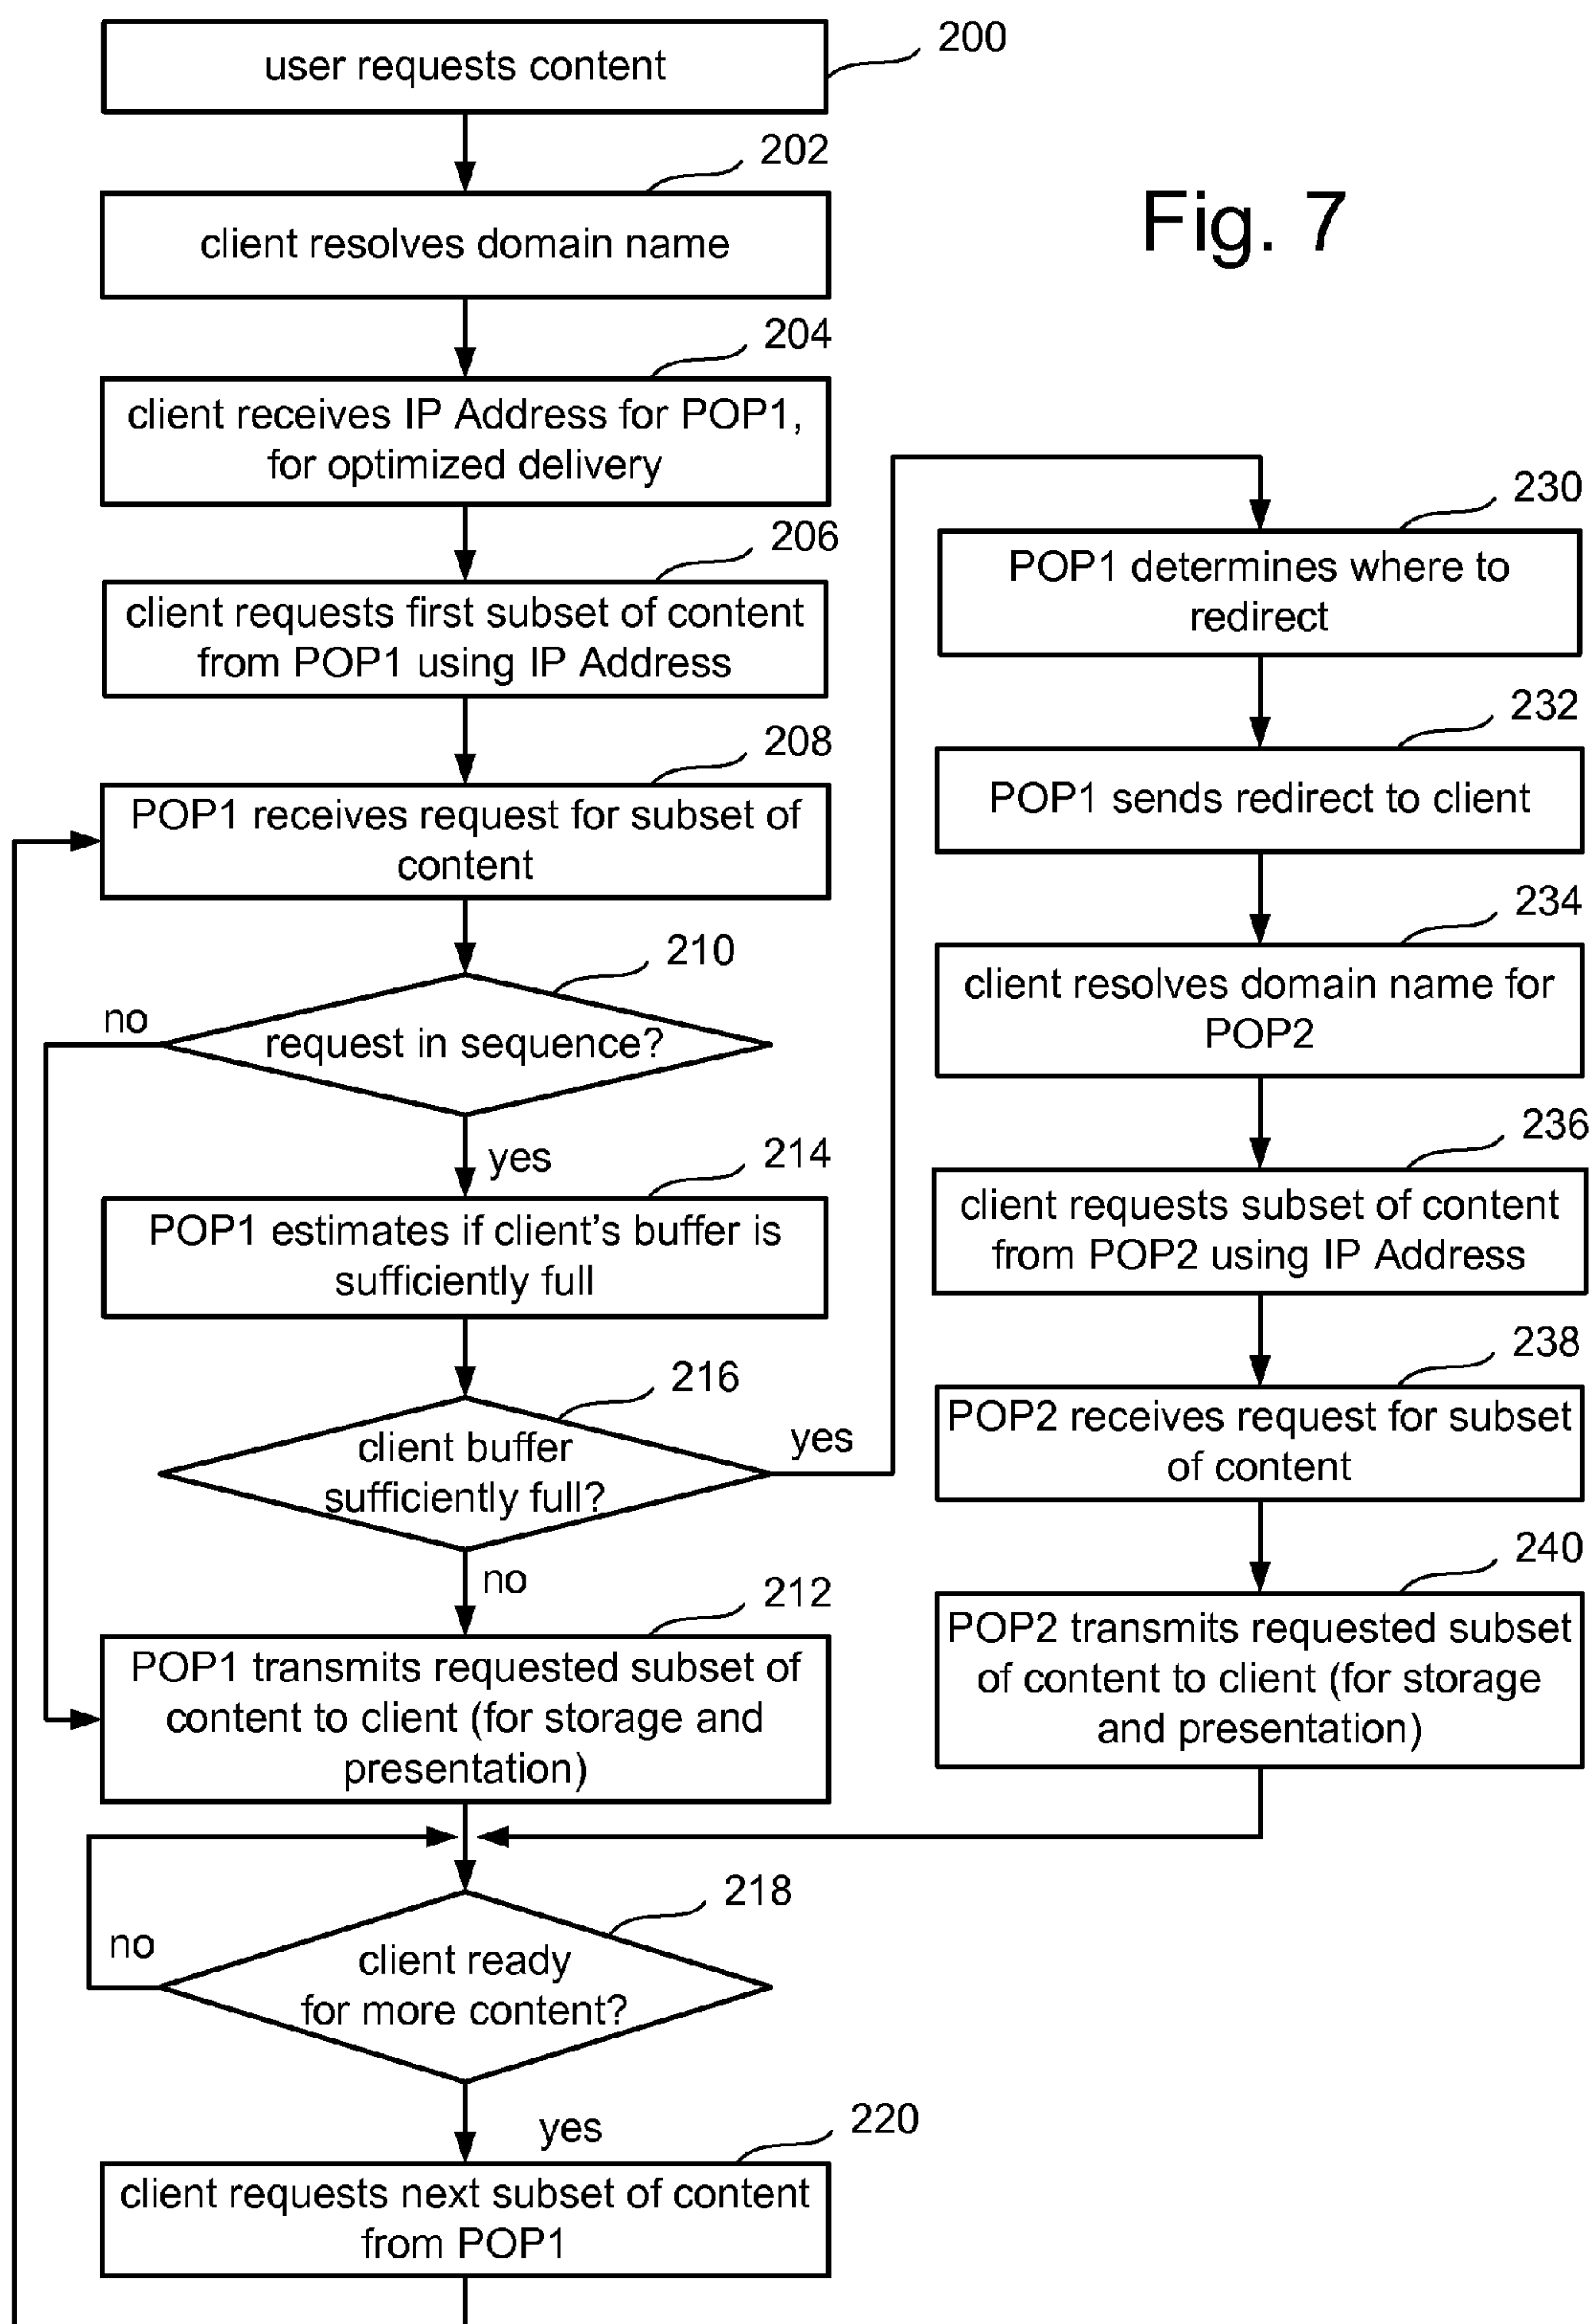 user requests content
200
202
client resolves domain name
Fig. 7
204
client receives IP Address for POP1,
for optimized delivery
206
client requests first subset of content
from POP1 using IP Address
208
POP1 receives request for subset of
content
210
no
request in sequence?
yes
214
POP1 estimates if client's buffer is
sufficiently full
216
client buffer
sufficiently full?
yes
no
212
POP1 transmits requested subset of
content to client (for storage and
presentation)
218
no
client ready
for more content?
yes
220
client requests next subset of content
from POP1
230
POP1 determines where to
redirect
232
POP1 sends redirect to client
234
client resolves domain name for
POP2
236
client requests subset of content
from POP2 using IP Address
238
POP2 receives request for subset
of content
240
POP2 transmits requested subset
of content to client (for storage
and presentation)